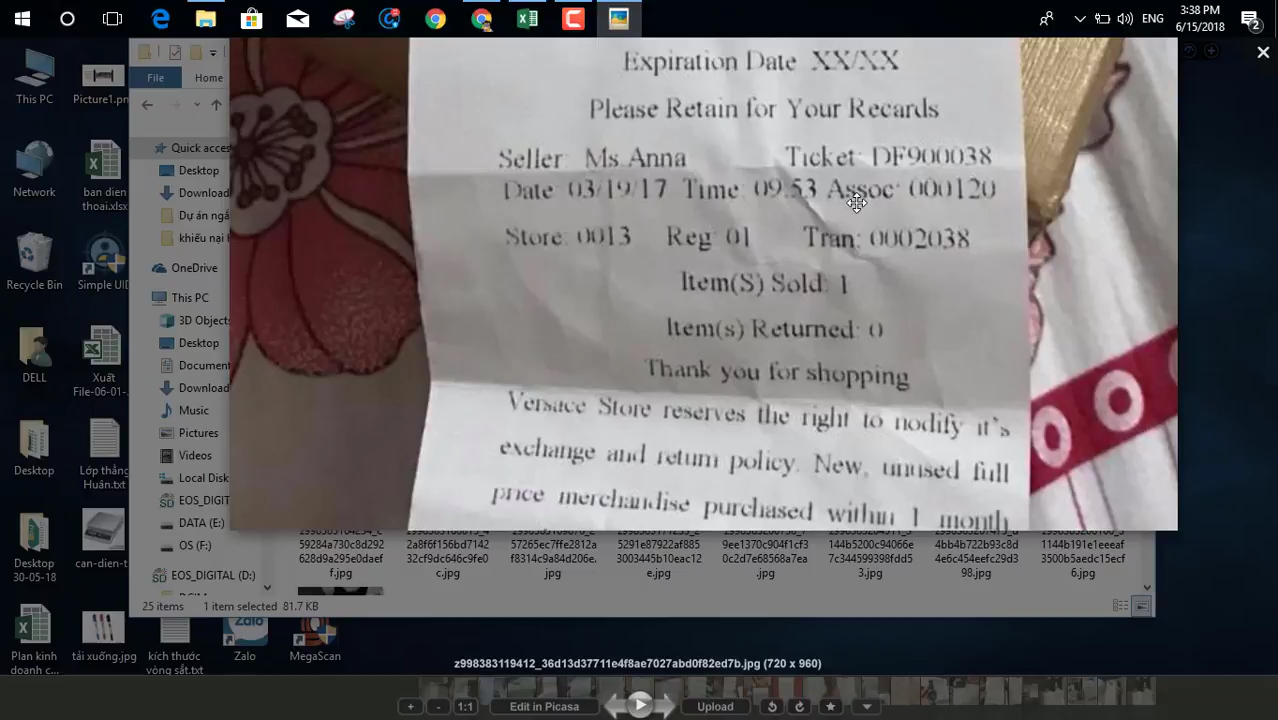 ENG
3:38 PM
6/15/2018
2
This PC
Picture1.pn
File
Home
Network
ban dien
thoai.xlsx
Recycle Bin
Simple UID
DELL
Xuất
File-06-01-
Desktop
Lớp thẳng
Huân.txt
Desktop
30-05-18
can-dien-t
Plan kinh
doanh c...
tải xuống.jpg
kích thước
vòng sắt.txt
Zalo
MegaScan
Quick acces
Desktop
Download
Dự án ngắ
khiếu nại h
OneDrive
This PC
3D Objects
Desktop
Document
Download
Music
Pictures
Videos
Local Disk
EOS_DIGIT
DATA (E:)
OS (F:)
EOS_DIGITAL (D:)
Expiration Date XX/XX
Please Retain for Your Recards
Seller: Ms.Anna Ticket: DF900038
Date: 03/19/17 Time: 09.53 Assoc: 000120
Store: 0013 Reg: 01 Tran: 0002038
Item(S) Sold: 1
Item(s) Returned: 0
Thank you for shopping
Versace Store reserves the right to nodify it's
exchange and return policy. New, unused full
price merchandise purchased within 1 month
25 items 1 item selected 81.7 KB
z998383119412_36d13d37711e4f8ae7027abd0f82ed7b.jpg (720 x 960)
+ - 1:1 Edit in Picasa Upload